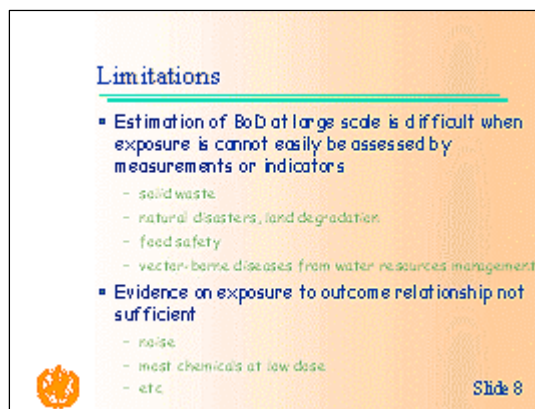 Limitations
▪ Estimation of BoD at large scale is difficult when
exposure is cannot easily be assessed by
measurements or indicators
– solid waste
– natural disasters, land degradation
– food safety
– vector-borne diseases from water resources management
▪ Evidence on exposure to outcome relationship not
sufficient
– noise
– most chemicals at low dose
– etc
Slide 8